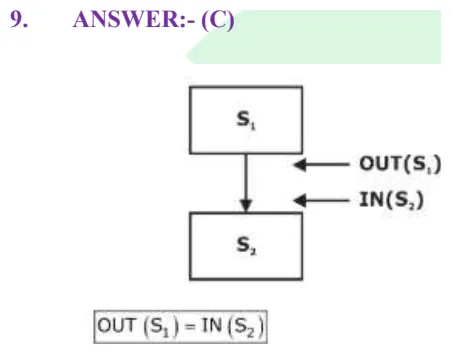 9. ANSWER:- (C)
S₁
OUT(S₁)
IN(S₂)
S₂
OUT (S₁) = IN (S₂)